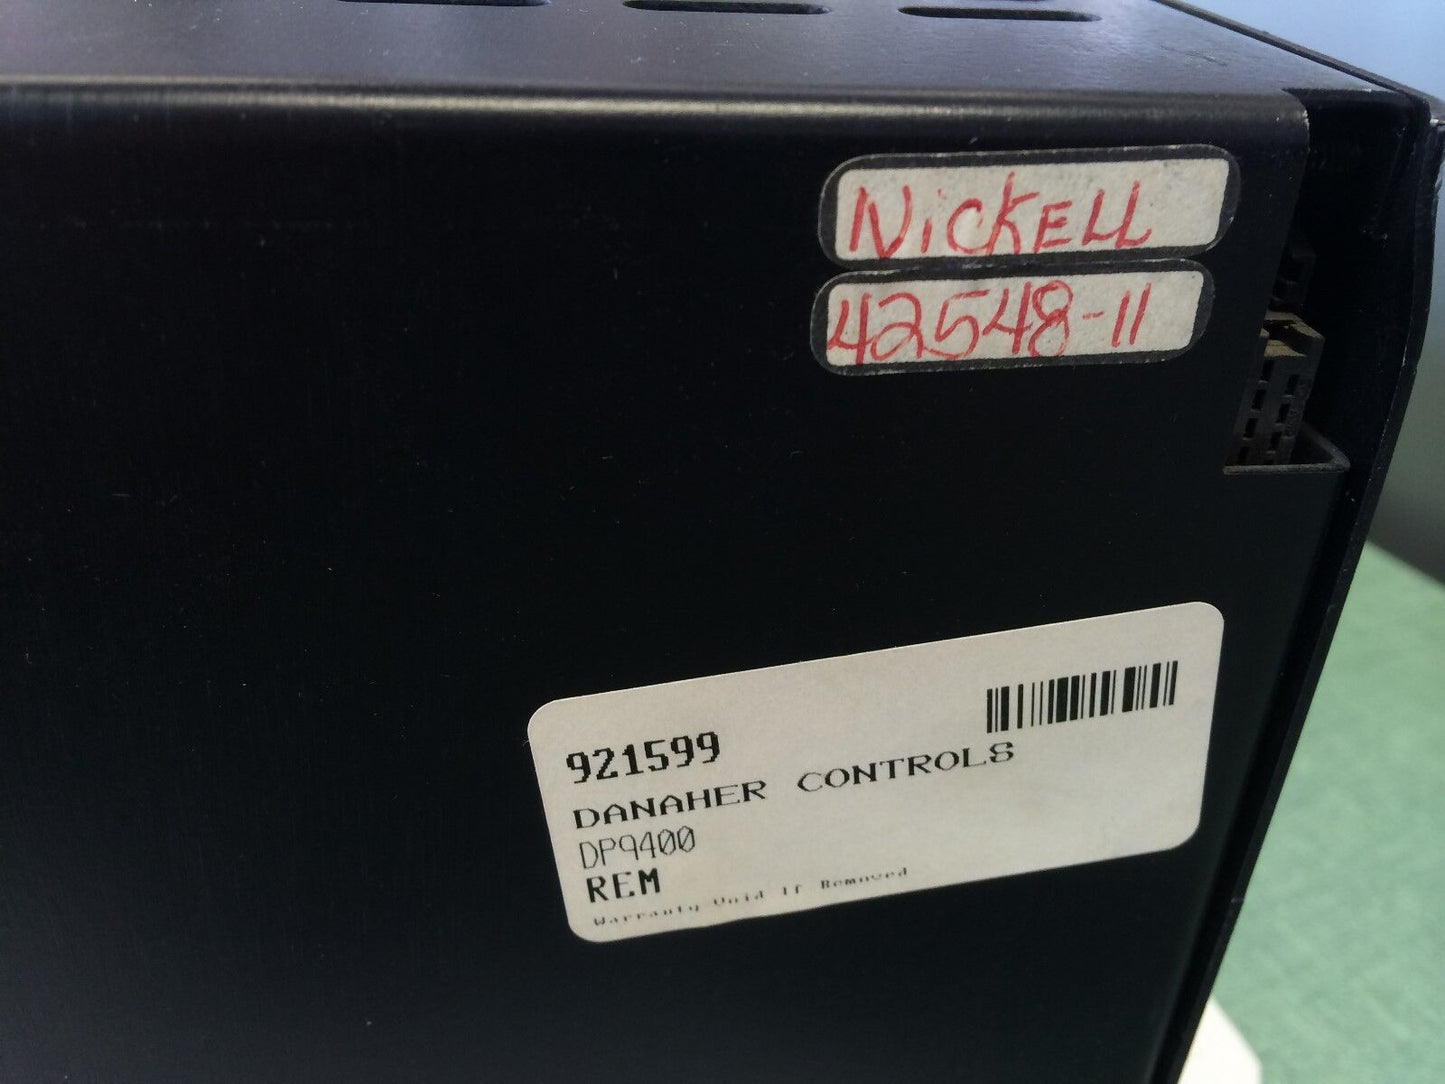 NiCKELL
42548-11
921599
DANAHER CONTROLS
DP9400
REM
Warranty Void If Removed